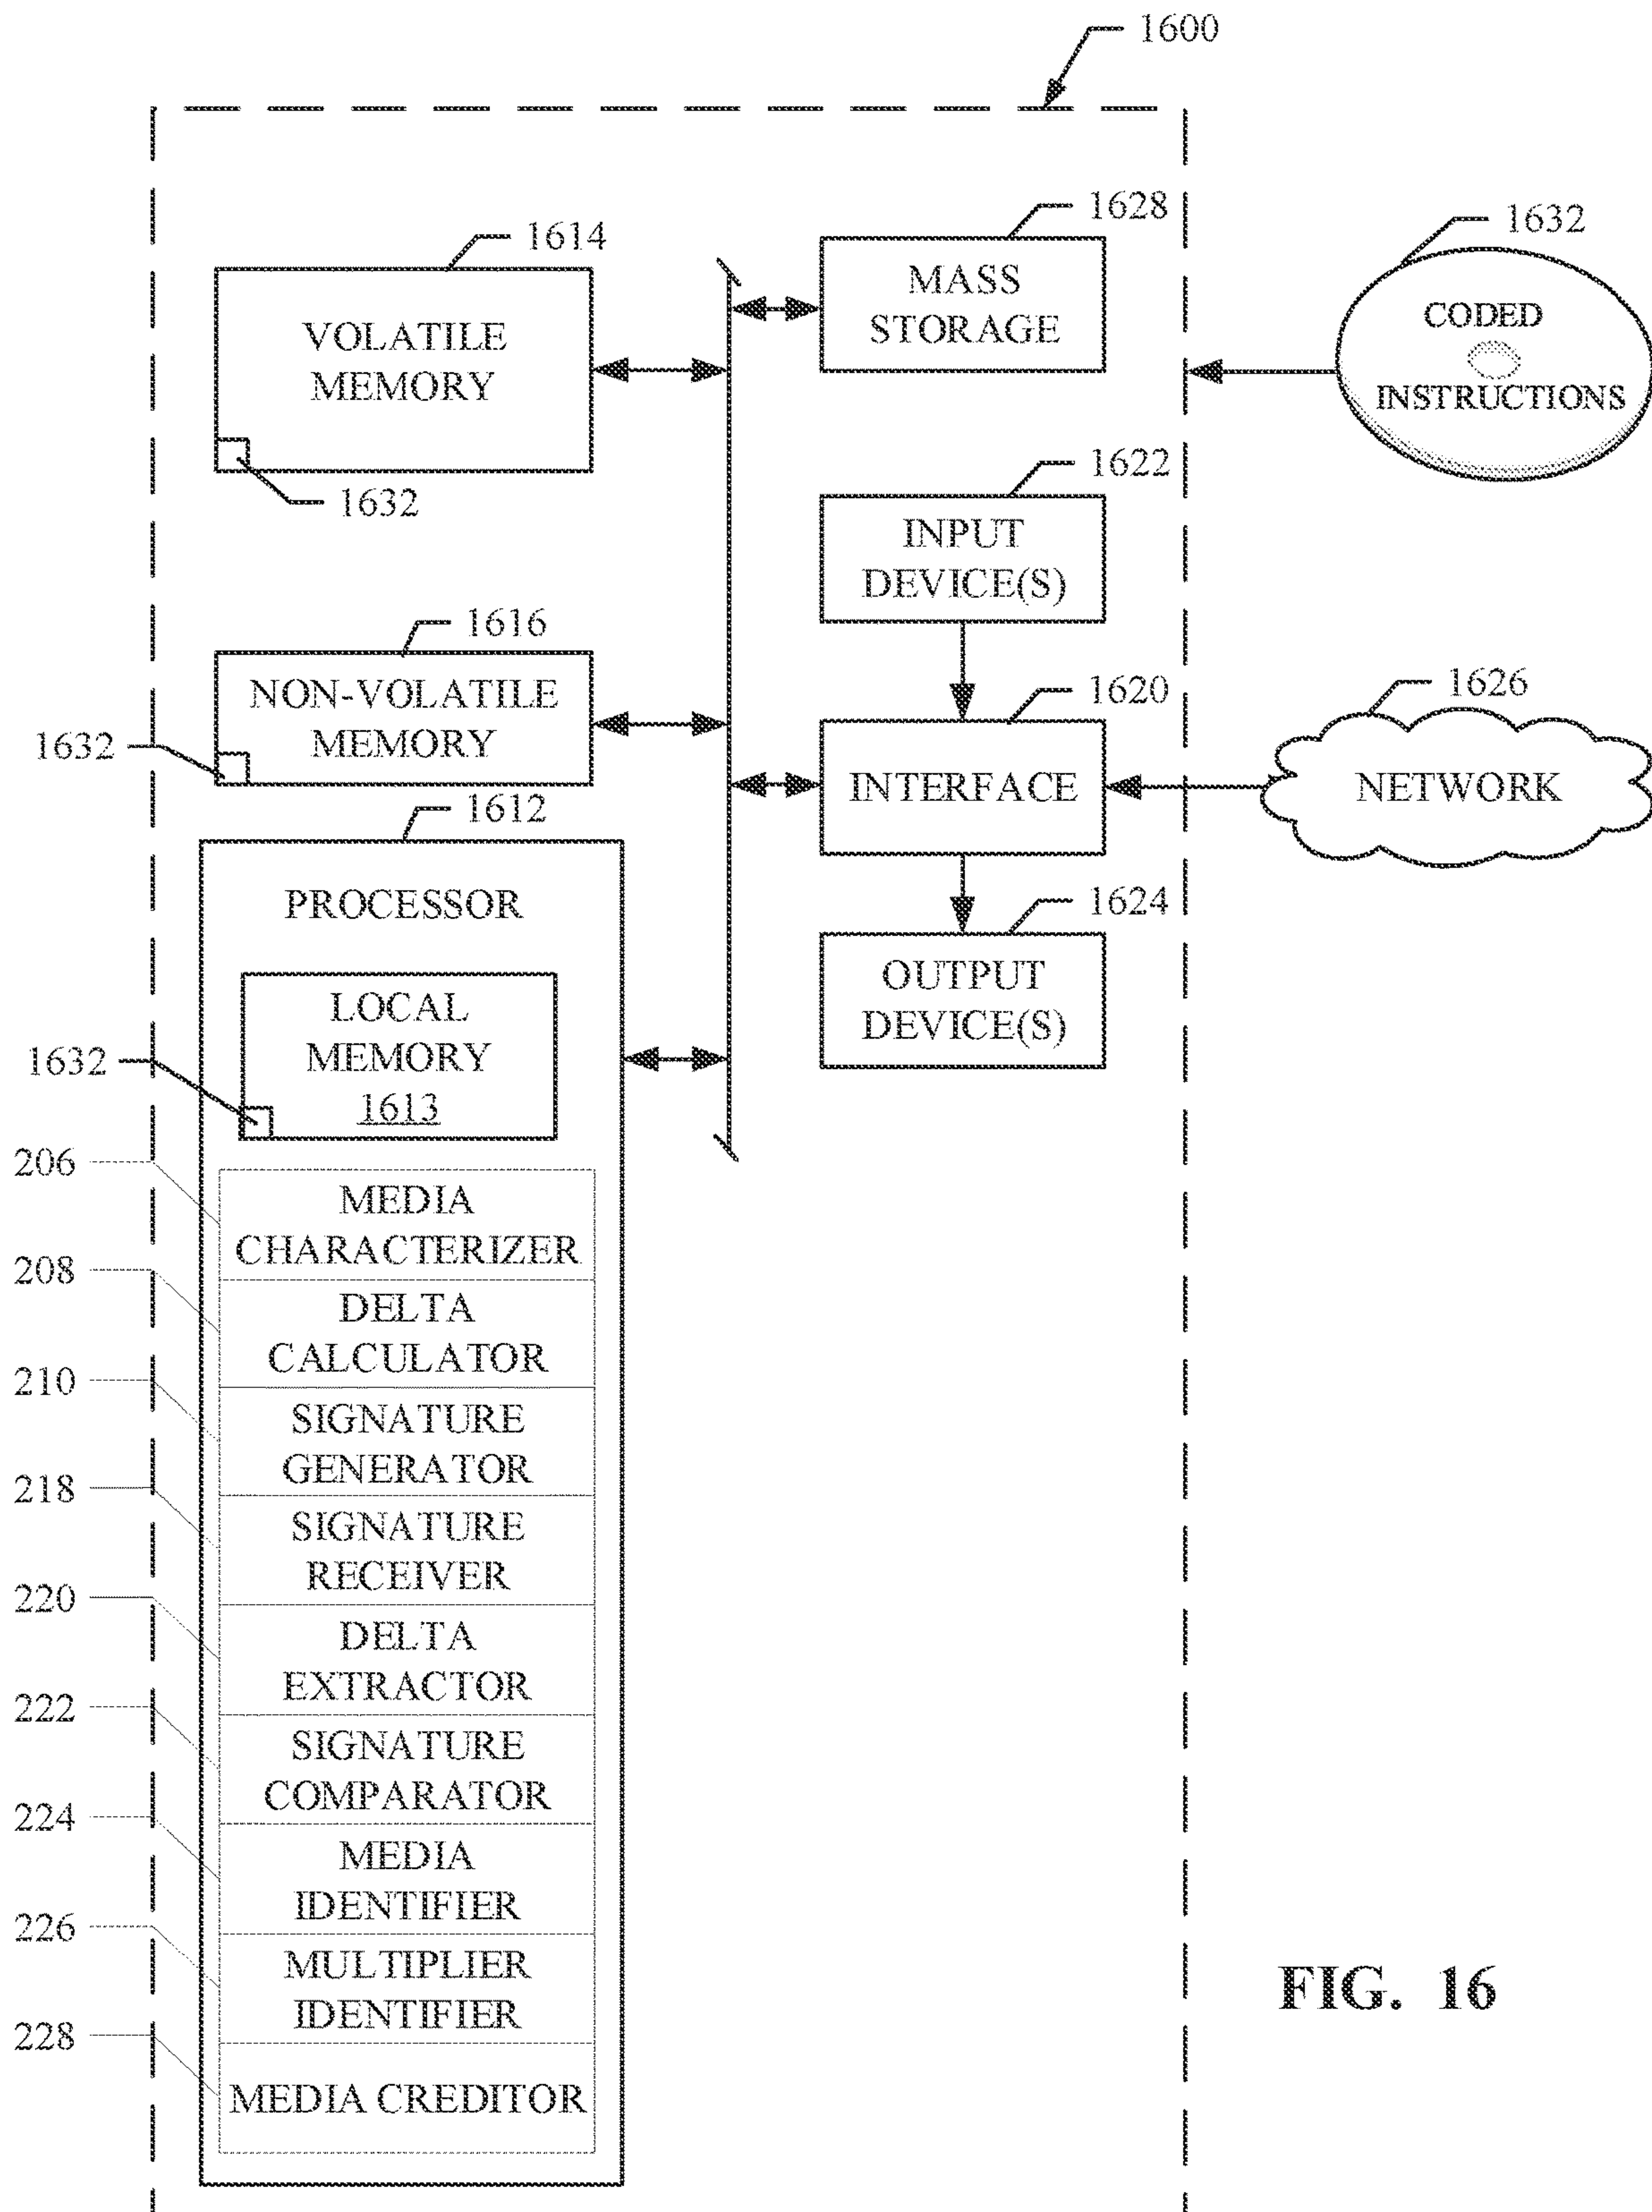 1600
1614
VOLATILE
MEMORY
1632
1628
MASS
STORAGE
1632
CODED
INSTRUCTIONS
1622
INPUT
DEVICE(S)
1616
NON-VOLATILE
MEMORY
1632
1620
INTERFACE
1626
NETWORK
1612
PROCESSOR
LOCAL
MEMORY
1613
1632
1624
OUTPUT
DEVICE(S)
206
MEDIA
CHARACTERIZER
208
DELTA
CALCULATOR
210
SIGNATURE
GENERATOR
218
SIGNATURE
RECEIVER
220
DELTA
EXTRACTOR
222
SIGNATURE
COMPARATOR
224
MEDIA
IDENTIFIER
226
MULTIPLIER
IDENTIFIER
228
MEDIA CREDITOR
FIG. 16